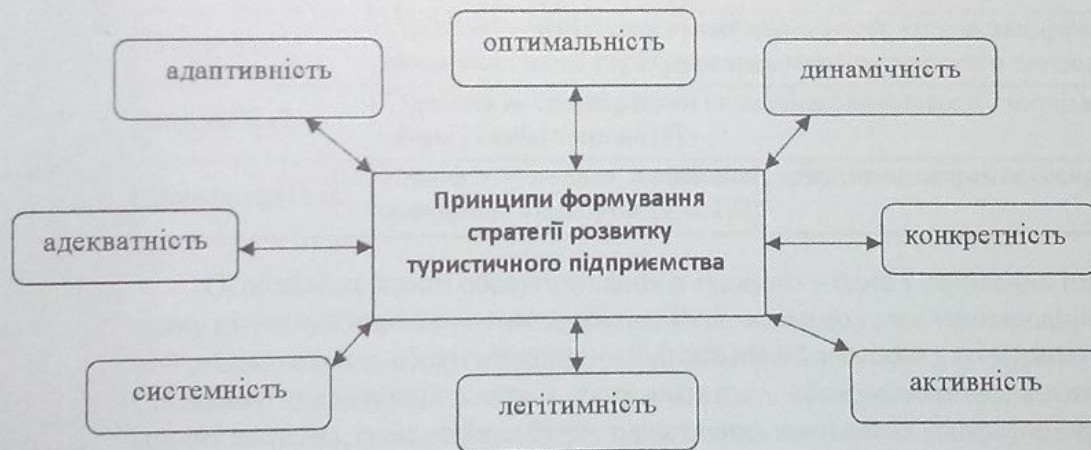 оптимальність
адаптивність
динамічність
Принципи формування
стратегії розвитку
туристичного підприємства
адекватність
конкретність
системність
легітимність
активність